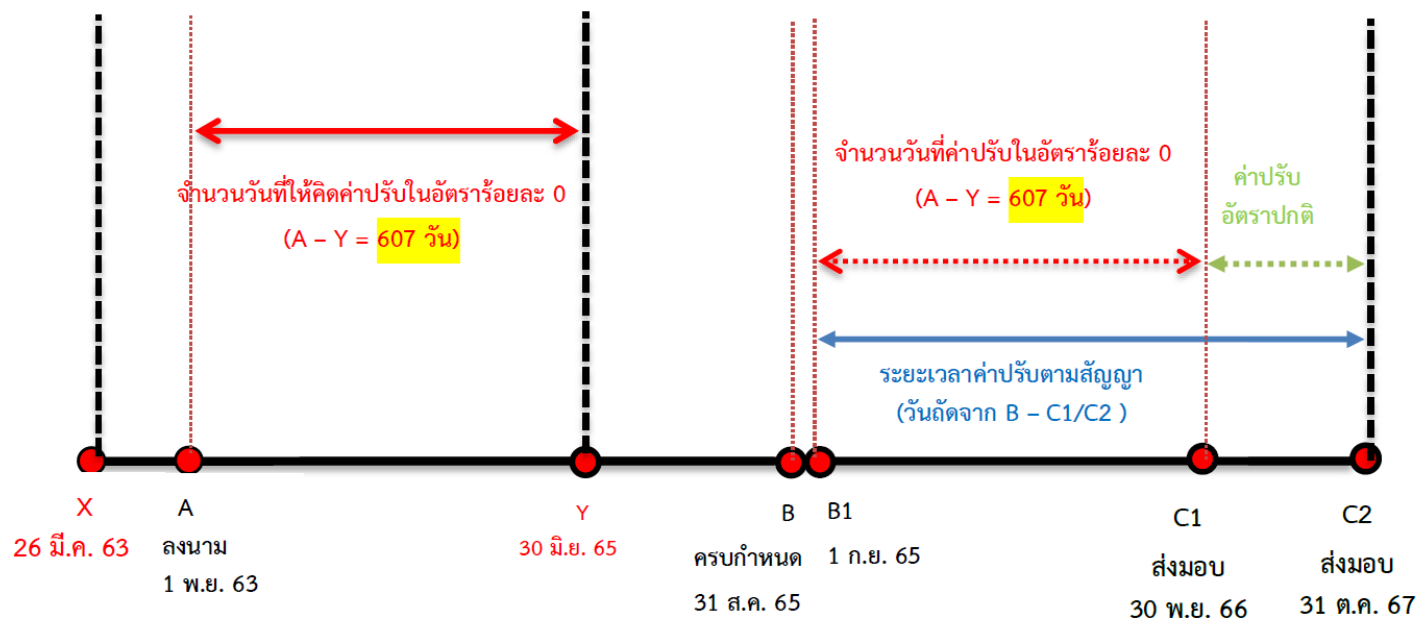 จำนวนวันที่ให้คิดค่าปรับในอัตราร้อยละ 0
(A – Y = 607 วัน)
จำนวนวันที่ค่าปรับในอัตราร้อยละ 0
(A – Y = 607 วัน)
ค่าปรับ
อัตราปกติ
ระยะเวลาค่าปรับตามสัญญา
(วันถัดจาก B – C1/C2 )
X
26 มี.ค. 63
A
ลงนาม
1 พ.ย. 63
Y
30 มิ.ย. 65
B
ครบกำหนด
31 ส.ค. 65
B1
1 ก.ย. 65
C1
ส่งมอบ
30 พ.ย. 66
C2
ส่งมอบ
31 ต.ค. 67